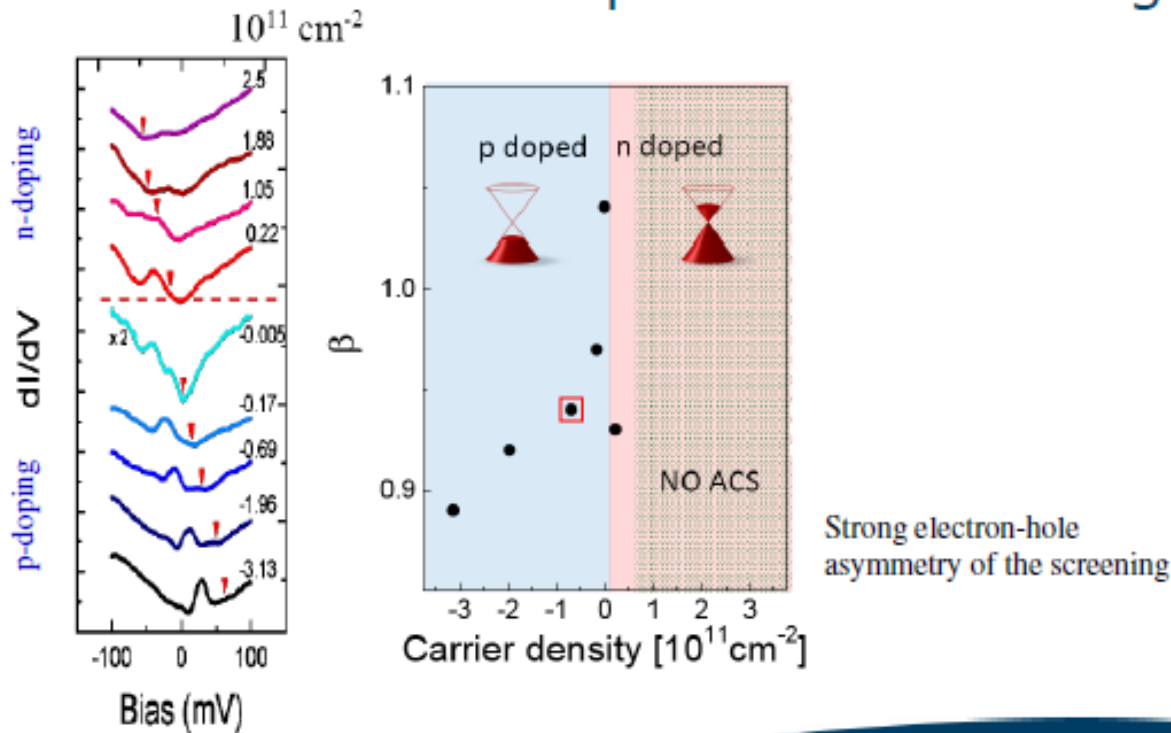 10¹¹ cm⁻²
n-doping
p-doping
dI/dV
2.5
1.88
1.05
0.22
x 2
-0.005
-0.17
-0.69
-1.96
-3.13
-100 0 100
Bias (mV)
β
1.1
1.0
0.9
p doped n doped
NO ACS
-3 -2 -1 0 1 2 3
Carrier density [10¹¹cm⁻²]
Strong electron-hole
asymmetry of the screening